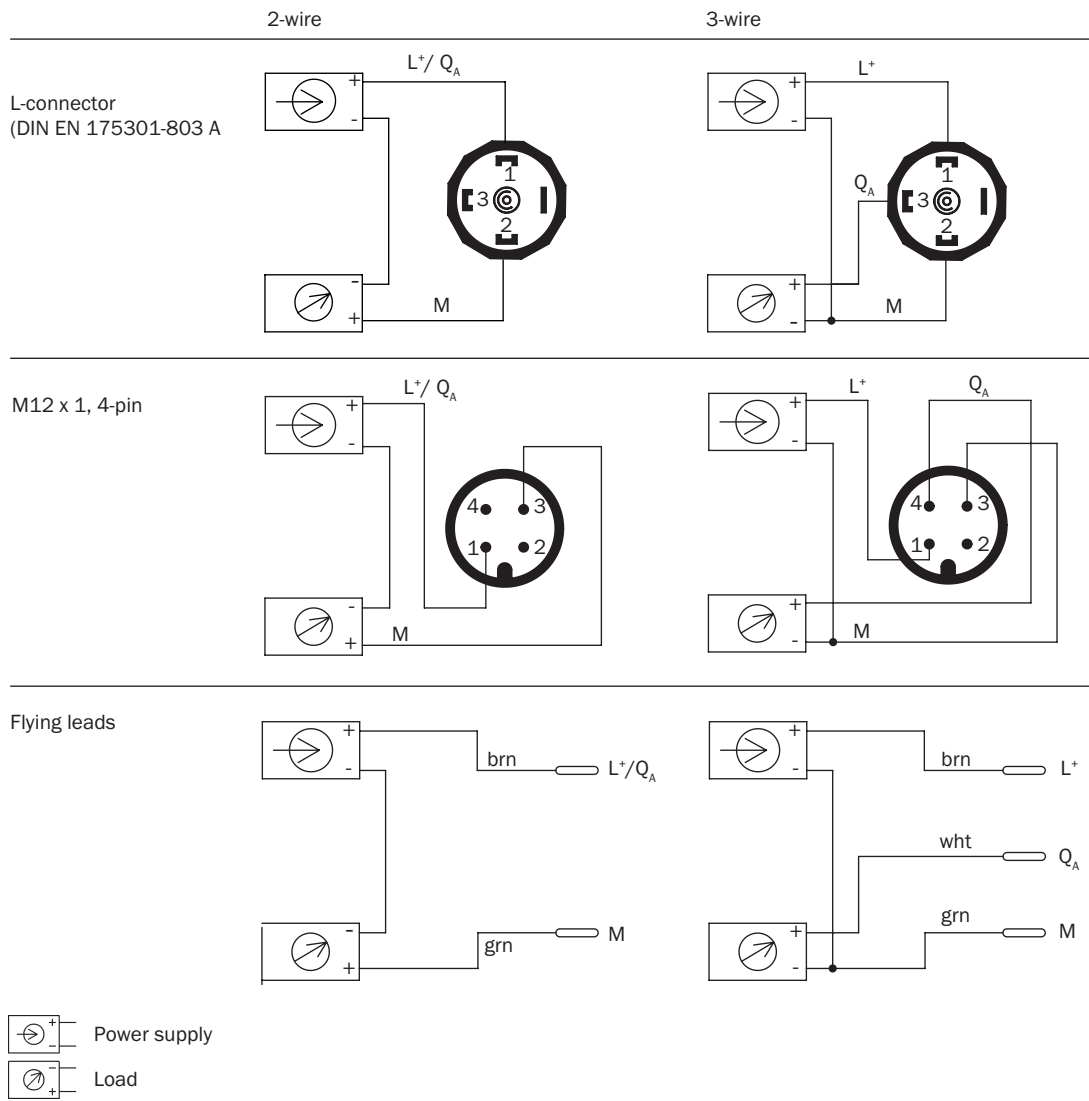 2-wire 3-wire
L-connector
(DIN EN 175301-803 A
L⁺/ Q_A
+
-
1
3
2
-
+
M
L⁺
+
-
Q_A
1
3
2
+
-
M
M12 x 1, 4-pin
L⁺/ Q_A
+
-
4 3
1 2
-
+
M
L⁺ Q_A
+
-
4 3
1 2
+
-
M
Flying leads
+
-
brn L⁺/Q_A
-
+
grn M
+
-
brn L⁺
wht Q_A
+
-
grn M
+
-
Power supply
-
+
Load